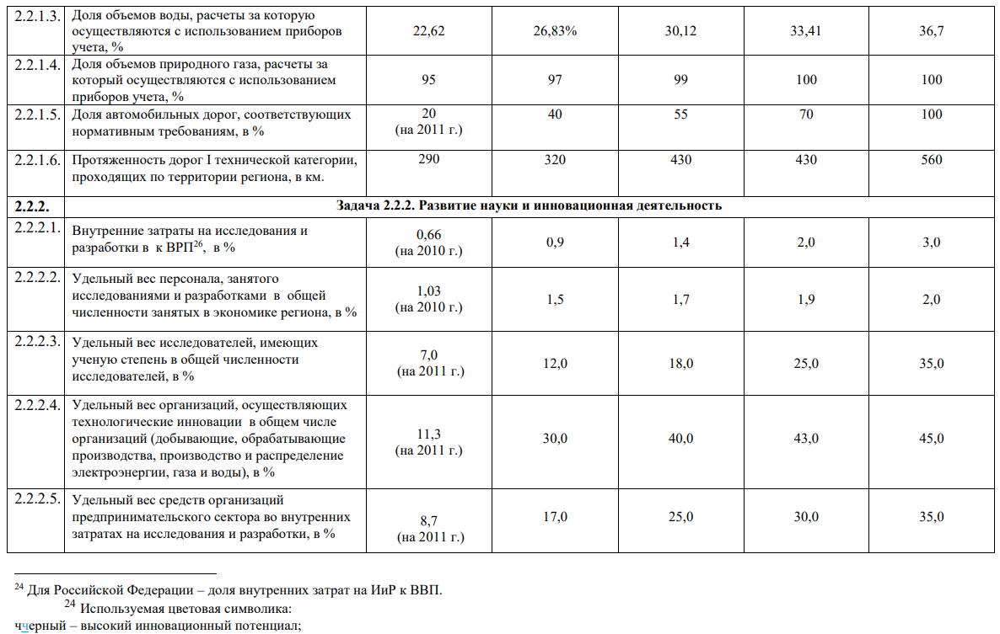 2.2.1.3. Доля объемов воды, расчеты за которую
осуществляются с использованием приборов
учета, %
22,62 26,83% 30,12 33,41 36,7
2.2.1.4. Доля объемов природного газа, расчеты за
который осуществляются с использованием
приборов учета, %
95 97 99 100 100
2.2.1.5. Доля автомобильных дорог, соответствующих
нормативным требованиям, в %
20
(на 2011 г.)
40 55 70 100
2.2.1.6. Протяженность дорог I технической категории,
проходящих по территории региона, в км.
290 320 430 430 560
2.2.2. Задача 2.2.2. Развитие науки и инновационная деятельность
2.2.2.1. Внутренние затраты на исследования и
разработки в к ВРП26, в %
0,66
(на 2010 г.)
0,9 1,4 2,0 3,0
2.2.2.2. Удельный вес персонала, занятого
исследованиями и разработками в общей
численности занятых в экономике региона, в %
1,03
(на 2010 г.)
1,5 1,7 1,9 2,0
2.2.2.3. Удельный вес исследователей, имеющих
ученую степень в общей численности
исследователей, в %
7,0
(на 2011 г.)
12,0 18,0 25,0 35,0
2.2.2.4. Удельный вес организаций, осуществляющих
технологические инновации в общем числе
организаций (добывающие, обрабатывающие
производства, производство и распределение
электроэнергии, газа и воды), в %
11,3
(на 2011 г.)
30,0 40,0 43,0 45,0
2.2.2.5. Удельный вес средств организаций
предпринимательского сектора во внутренних
затратах на исследования и разработки, в %
8,7
(на 2011 г.)
17,0 25,0 30,0 35,0
24 Для Российской Федерации – доля внутренних затрат на ИиР к ВВП.
24 Используемая цветовая символика:
ччерный – высокий инновационный потенциал;